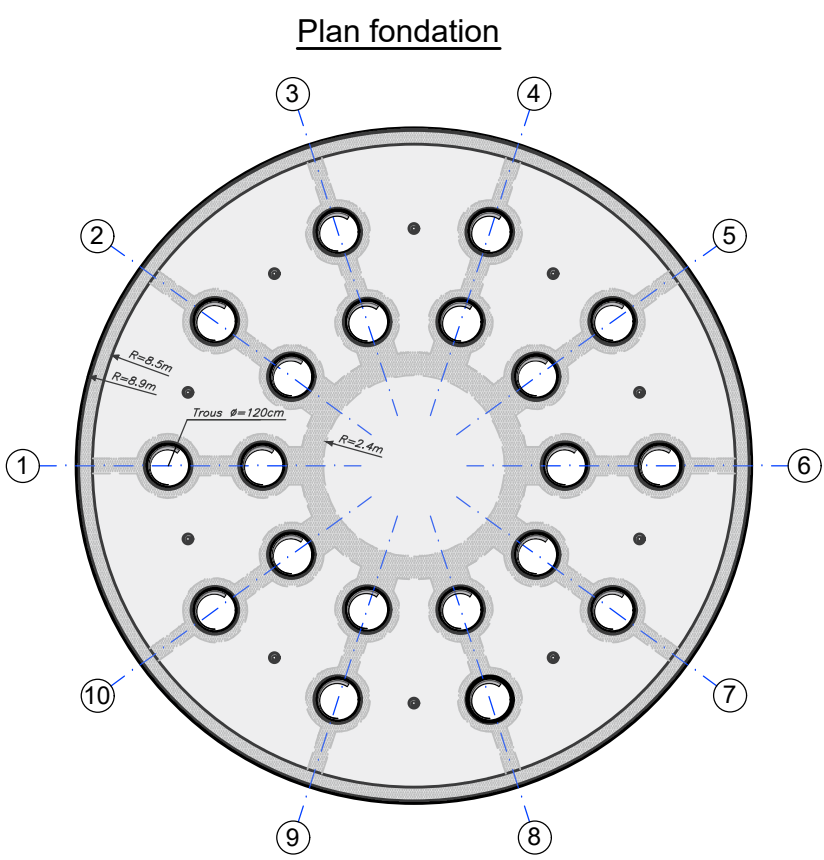 Plan fondation
3
4
2
5
R=8.5m
R=8.9m
Trous ø=120cm
R=2.4m
1
6
10
7
9
8